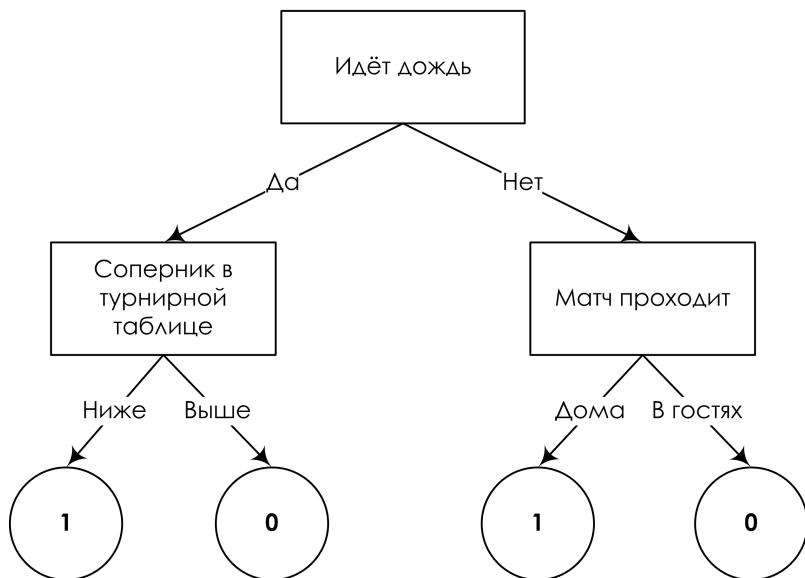 Идёт дождь
Да
Нет
Соперник в
турнирной
таблице
Матч проходит
Ниже
Выше
Дома
В гостях
1
0
1
0